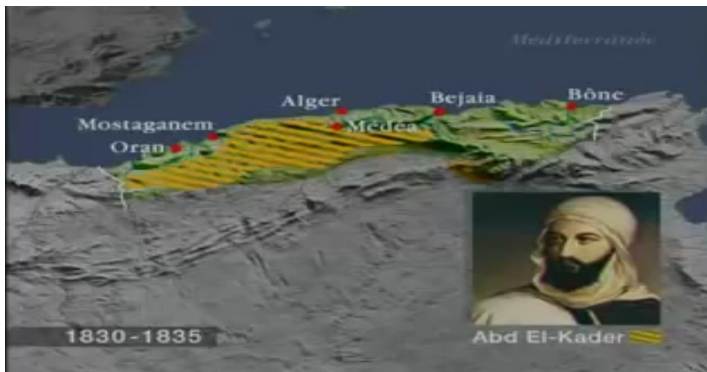 Méditerranée
Alger
Bejaia
Bône
Mostaganem
Médéa
Oran
1830-1835
Abd El-Kader